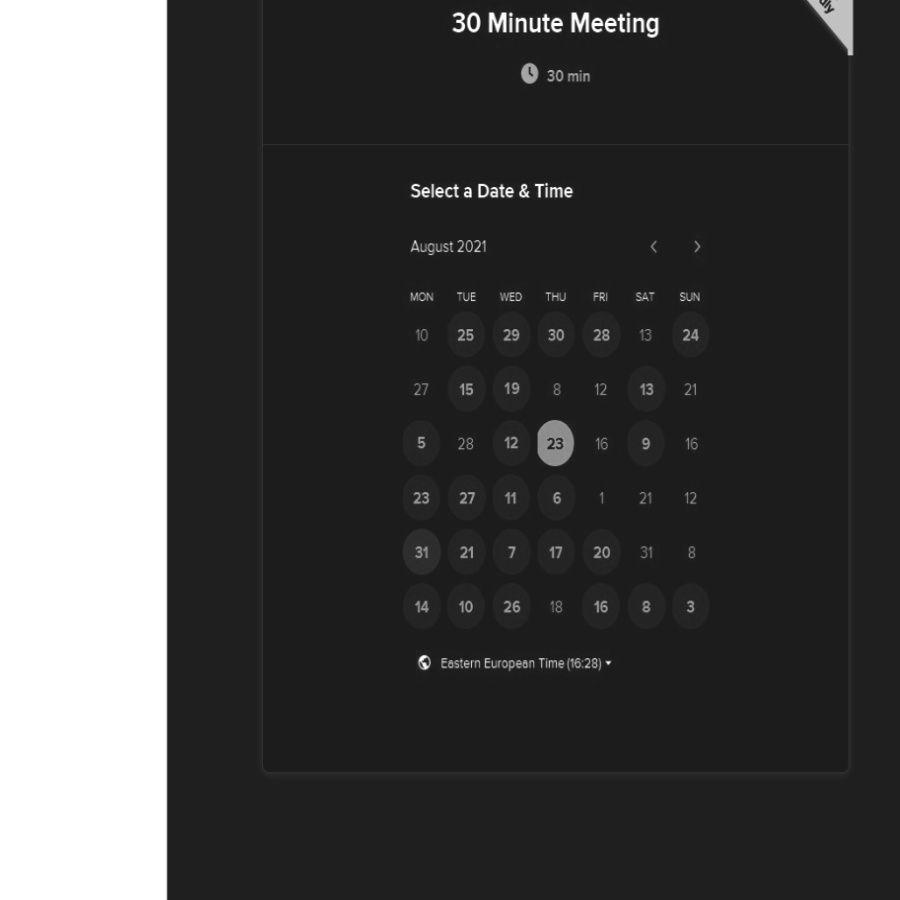 30 Minute Meeting
30 min
Select a Date & Time
August 2021
MON TUE WED THU FRI SAT SUN
10 25 29 30 28 13 24
27 15 19 8 12 13 21
5 28 12 23 16 9 16
23 27 11 6 1 21 12
31 21 7 17 20 31 8
14 10 26 18 16 8 3
Eastern European Time (16:28)